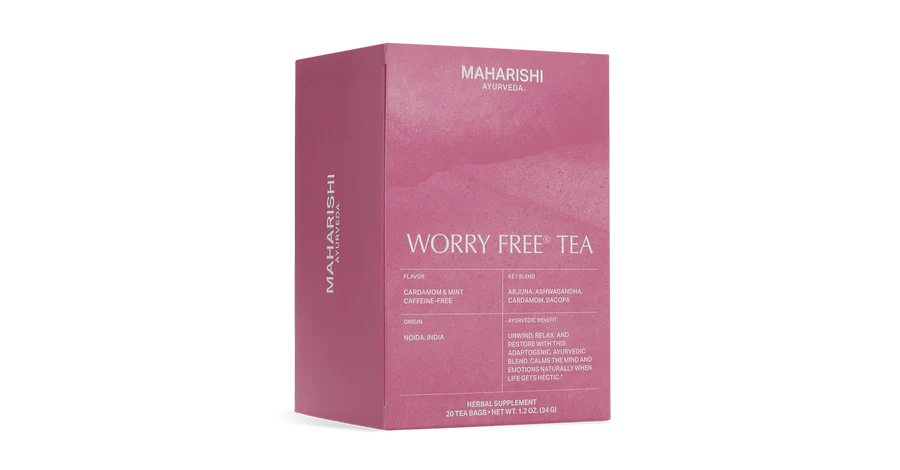 MAHARISHI
AYURVEDA
MAHARISHI
AYURVEDA
WORRY FREE® TEA
FLAVOR
CARDAMOM & MINT
CAFFEINE-FREE
KEY BLEND
ARJUNA, ASHWAGANDHA,
CARDAMOM, BACOPA
ORIGIN
NOIDA, INDIA
AYURVEDIC BENEFIT
UNWIND, RELAX, AND
RESTORE WITH THIS
ADAPTOGENIC, AYURVEDIC
BLEND. CALMS THE MIND AND
EMOTIONS NATURALLY WHEN
LIFE GETS HECTIC.*
HERBAL SUPPLEMENT
20 TEA BAGS • NET WT. 1.2 OZ. (34 G)